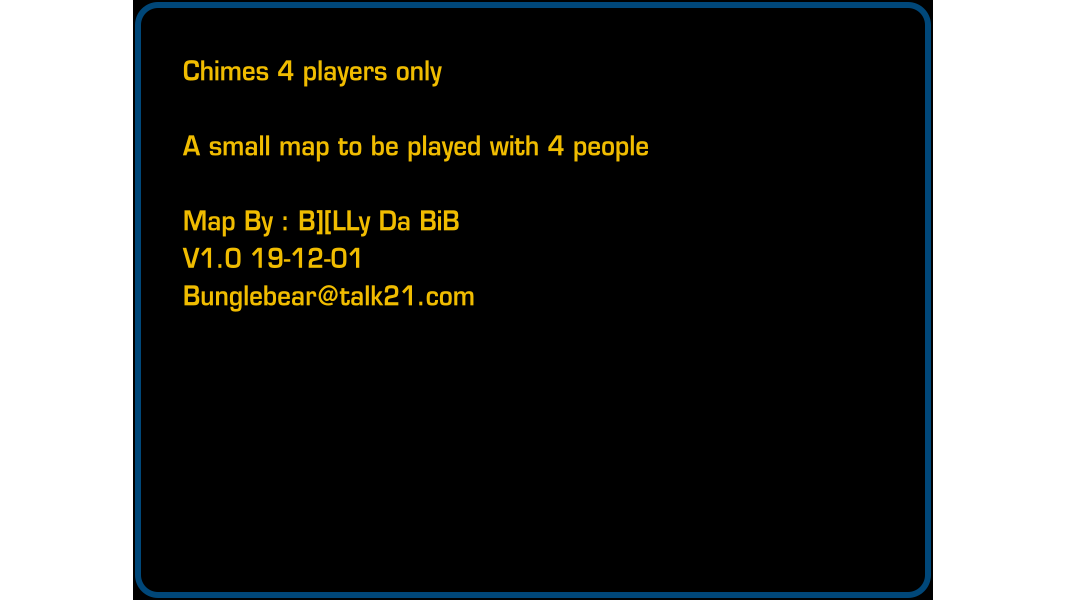 Chimes 4 players only
A small map to be played with 4 people
Map By : B][LLy Da BiB
V1.0 19-12-01
Bunglebear@talk21.com